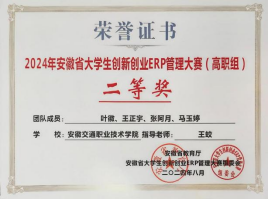 荣誉证书
2024年安徽省大学生创新创业ERP管理大赛（高职组）
二等奖
团队成员： 叶徽、王正宇、张阿月、马玉婷
学 校： 安徽交通职业技术学院 指导老师： 王蛟
安徽省教育厅
安徽省大学生创新创业ERP管理大赛组委会
二〇二四年八月